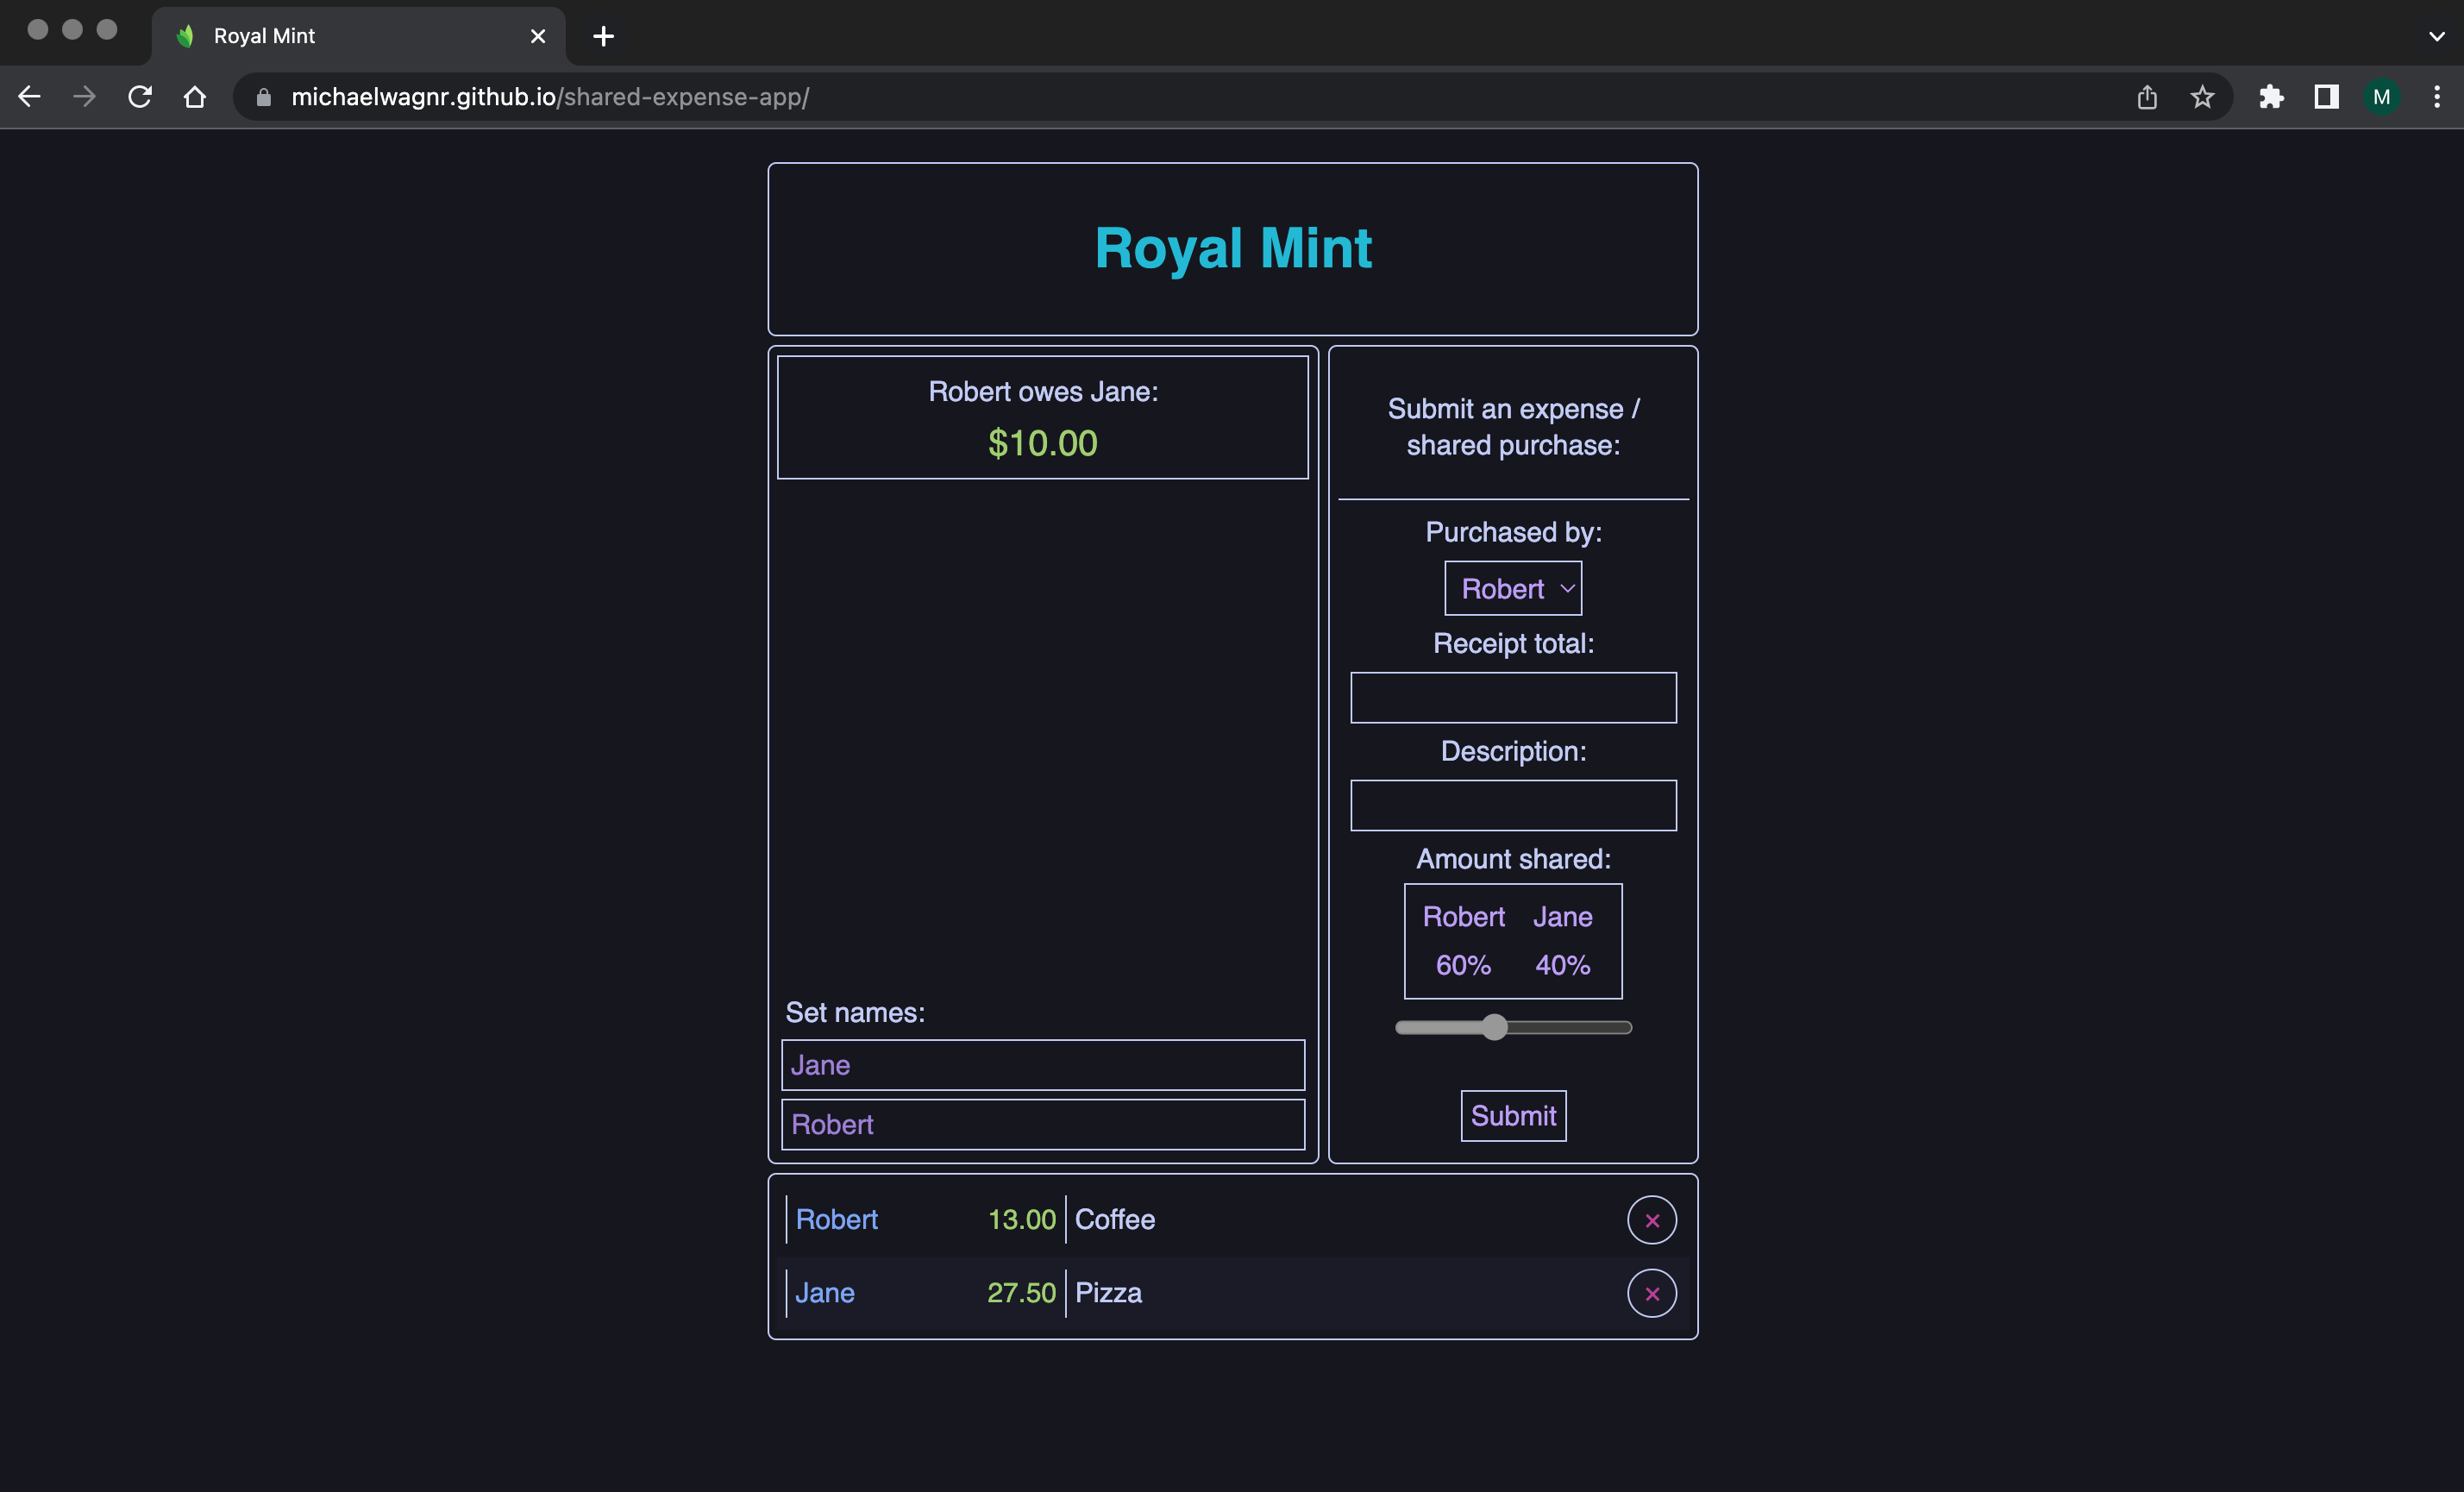 Royal Mint
michaelwagnr.github.io/shared-expense-app/
M
Royal Mint
Robert owes Jane:
$10.00
Set names:
Jane
Robert
Submit an expense /
shared purchase:
Purchased by:
Robert
Receipt total:
Description:
Amount shared:
Robert Jane
60% 40%
Submit
Robert 13.00 Coffee
Jane 27.50 Pizza